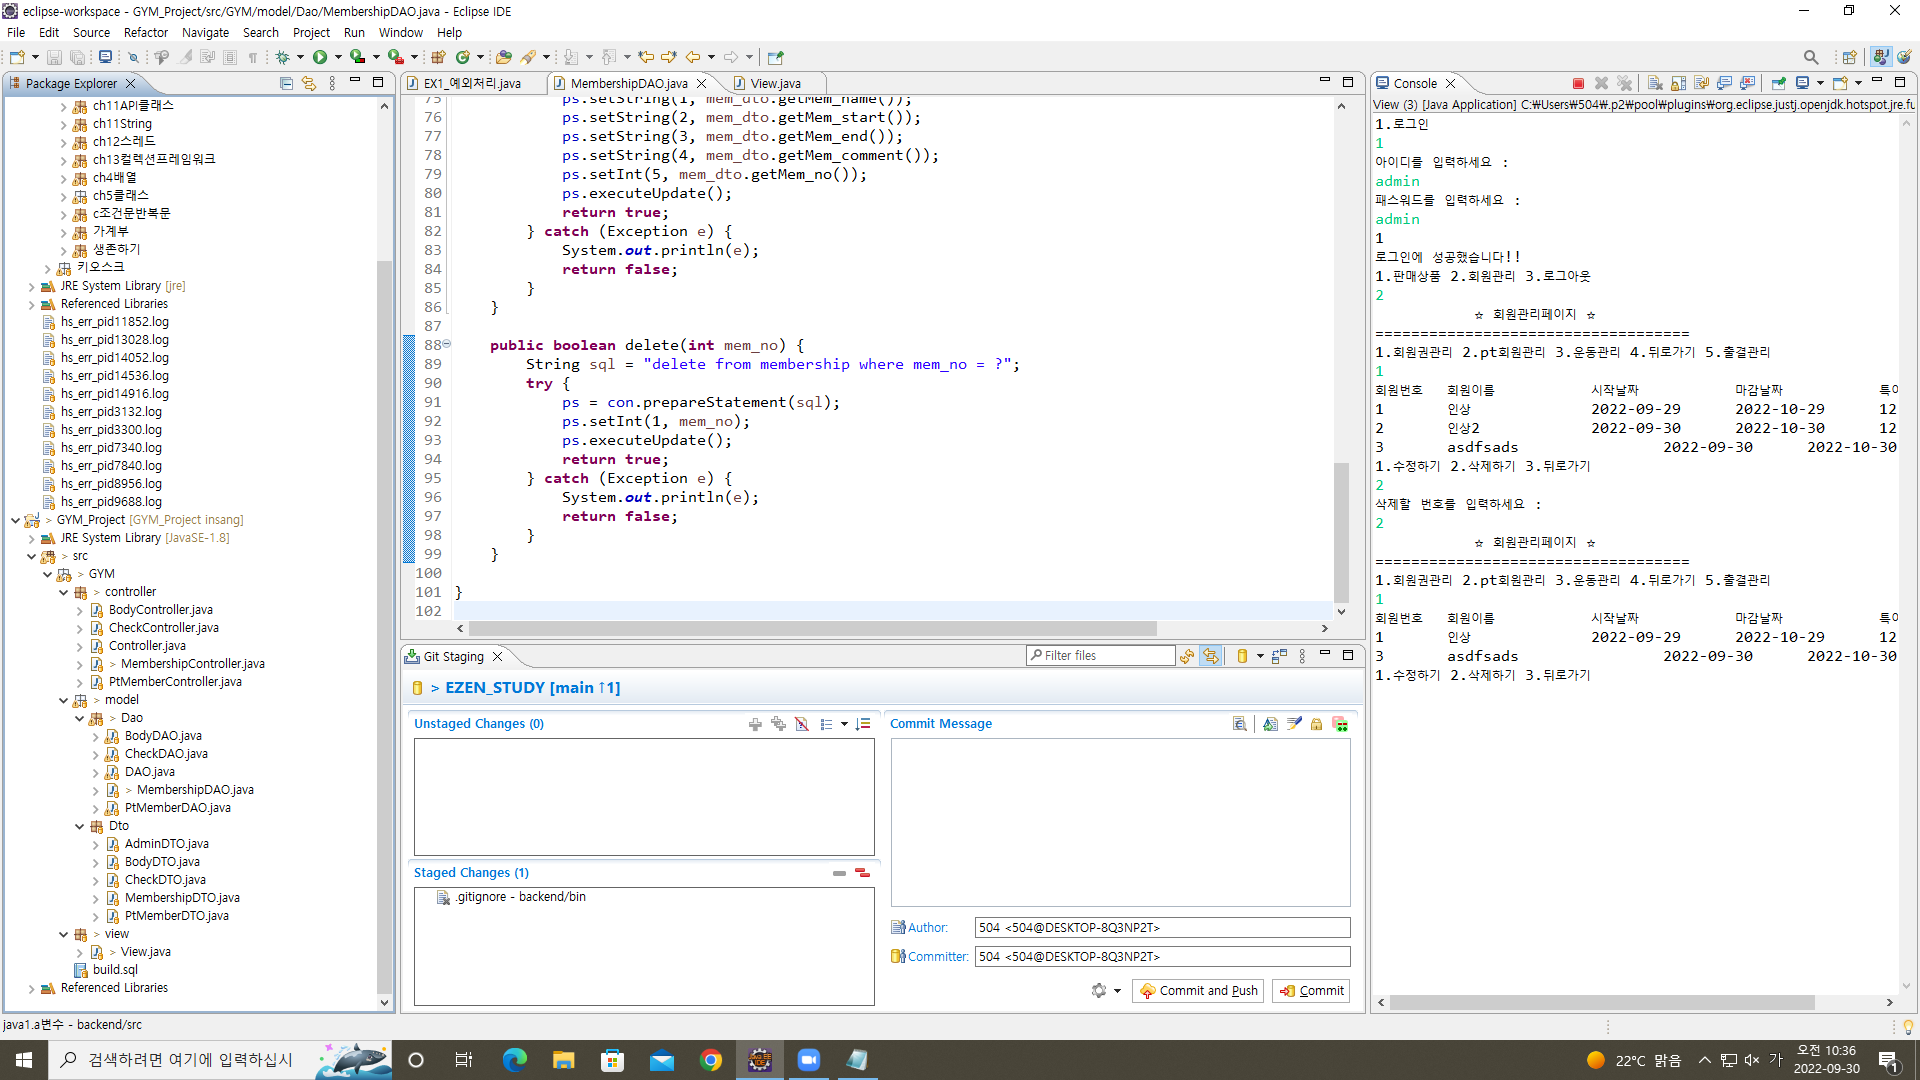 eclipse-workspace - GYM_Project/src/GYM/model/Dao/MembershipDAO.java - Eclipse IDE
File Edit Source Refactor Navigate Search Project Run Window Help
Package Explorer
ch11API클래스
ch11String
ch12스레드
ch13컬렉션프레임워크
ch4배열
ch5클래스
c조건문반복문
가계부
생존하기
키오스크
JRE System Library [jre]
Referenced Libraries
hs_err_pid11852.log
hs_err_pid13028.log
hs_err_pid14052.log
hs_err_pid14536.log
hs_err_pid14916.log
hs_err_pid3132.log
hs_err_pid3300.log
hs_err_pid7340.log
hs_err_pid7840.log
hs_err_pid8956.log
hs_err_pid9688.log
> GYM_Project [GYM_Project insang]
JRE System Library [JavaSE-1.8]
> src
> GYM
> controller
BodyController.java
CheckController.java
Controller.java
> MembershipController.java
PtMemberController.java
> model
> Dao
BodyDAO.java
CheckDAO.java
DAO.java
> MembershipDAO.java
PtMemberDAO.java
Dto
AdminDTO.java
BodyDTO.java
CheckDTO.java
MembershipDTO.java
PtMemberDTO.java
> view
> View.java
build.sql
Referenced Libraries
EX1_예외처리.java MembershipDAO.java View.java
75 ps.setString(1, mem_dto.getMem_name());
76 ps.setString(2, mem_dto.getMem_start());
77 ps.setString(3, mem_dto.getMem_end());
78 ps.setString(4, mem_dto.getMem_comment());
79 ps.setInt(5, mem_dto.getMem_no());
80 ps.executeUpdate();
81 return true;
82 } catch (Exception e) {
83 System.out.println(e);
84 return false;
85 }
86 }
87
88 public boolean delete(int mem_no) {
89 String sql = "delete from membership where mem_no = ?";
90 try {
91 ps = con.prepareStatement(sql);
92 ps.setInt(1, mem_no);
93 ps.executeUpdate();
94 return true;
95 } catch (Exception e) {
96 System.out.println(e);
97 return false;
98 }
99 }
100
101 }
102
Git Staging
Filter files
> EZEN_STUDY [main ↑1]
Unstaged Changes (0)
Staged Changes (1)
.gitignore - backend/bin
Commit Message
Author: 504 <504@DESKTOP-8Q3NP2T>
Committer: 504 <504@DESKTOP-8Q3NP2T>
Commit and Push Commit
Console
View (3) [Java Application] C:₩Users₩504₩.p2₩pool₩plugins₩org.eclipse.justj.openjdk.hotspot.jre.fu
1.로그인
1
아이디를 입력하세요 :
admin
패스워드를 입력하세요 :
admin
1
로그인에 성공했습니다!!
1.판매상품 2.회원관리 3.로그아웃
2
☆ 회원관리페이지 ☆
===================================
1.회원권관리 2.pt회원관리 3.운동관리 4.뒤로가기 5.출결관리
1
회원번호 회원이름 시작날짜 마감날짜 특이
1 인상 2022-09-29 2022-10-29 12
2 인상2 2022-09-30 2022-10-30 12
3 asdfsads 2022-09-30 2022-10-30
1.수정하기 2.삭제하기 3.뒤로가기
2
삭제할 번호를 입력하세요 :
2
☆ 회원관리페이지 ☆
===================================
1.회원권관리 2.pt회원관리 3.운동관리 4.뒤로가기 5.출결관리
1
회원번호 회원이름 시작날짜 마감날짜 특이
1 인상 2022-09-29 2022-10-29 12
3 asdfsads 2022-09-30 2022-10-30
1.수정하기 2.삭제하기 3.뒤로가기
java1.a변수 - backend/src
검색하려면 여기에 입력하십시
22°C 맑음
가
오전 10:36
2022-09-30
1